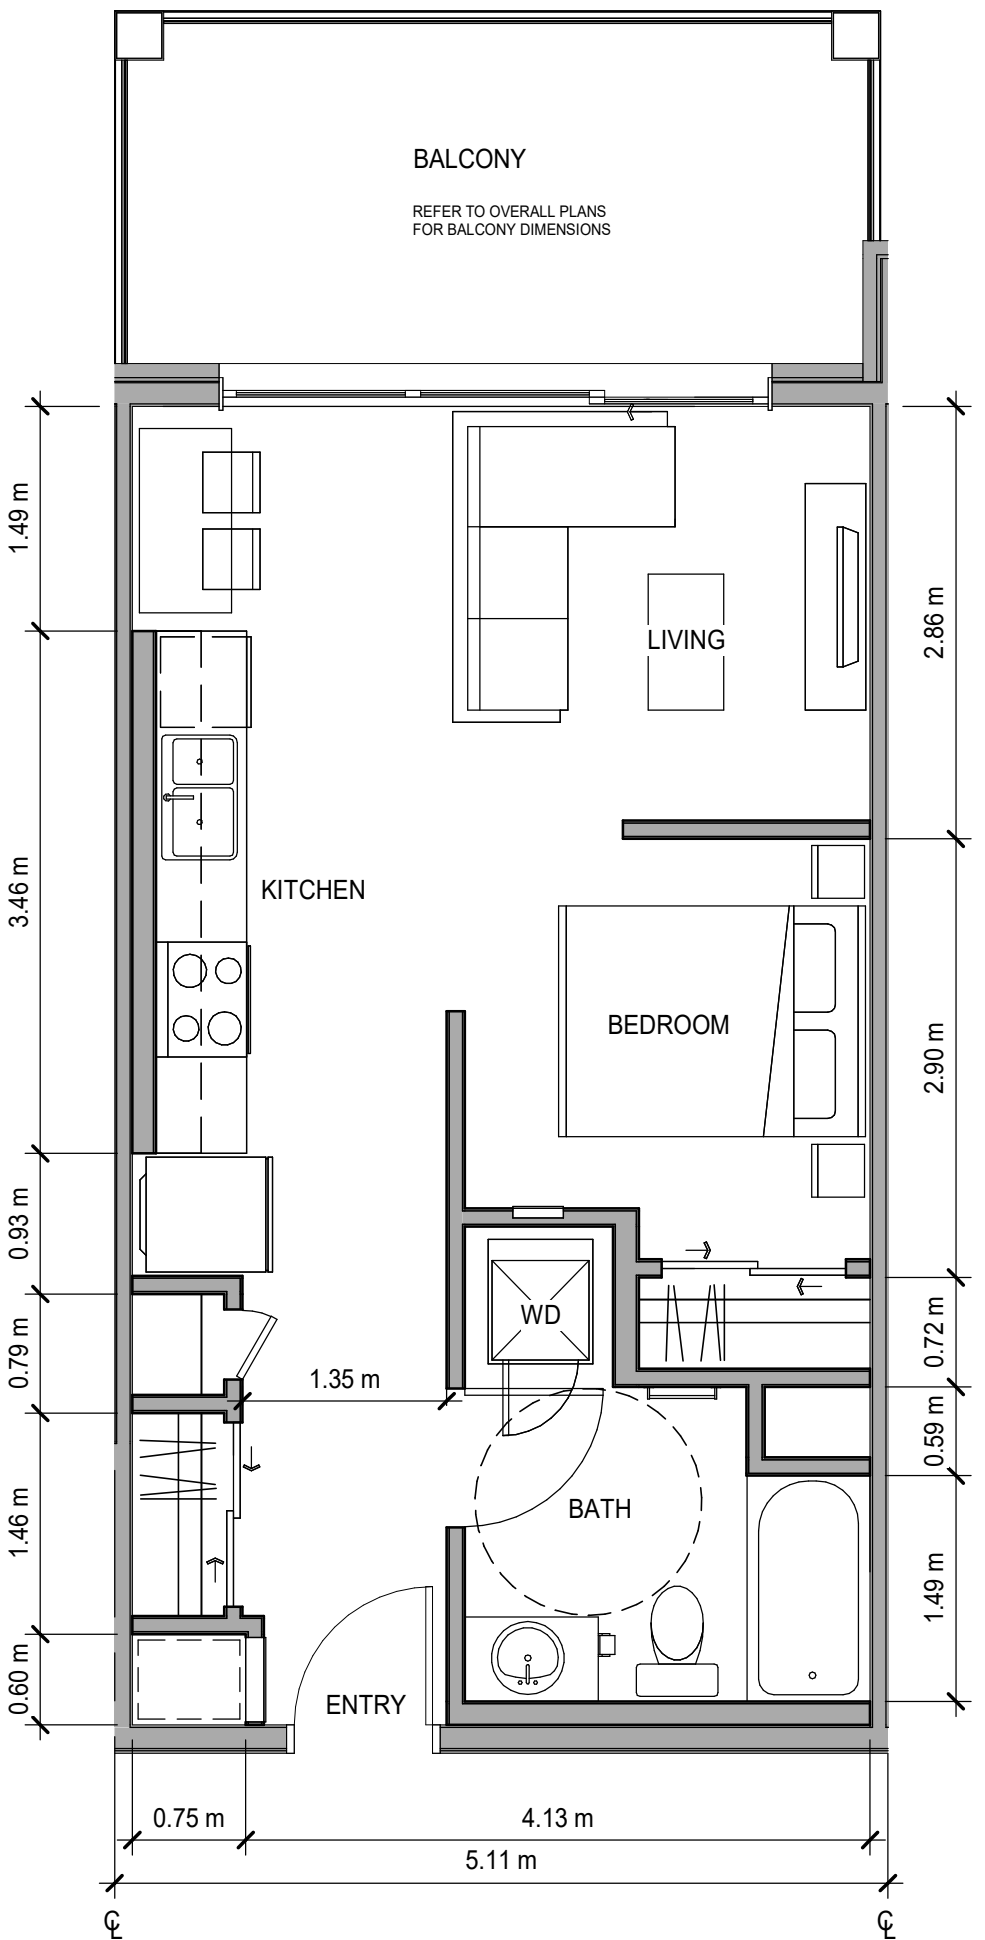 BALCONY
REFER TO OVERALL PLANS
FOR BALCONY DIMENSIONS
1.49 m
2.86 m
LIVING
3.46 m
KITCHEN
BEDROOM
2.90 m
0.93 m
WD
0.79 m
0.72 m
1.35 m
0.59 m
1.46 m
BATH
1.49 m
0.60 m
ENTRY
0.75 m
4.13 m
5.11 m
℄
℄